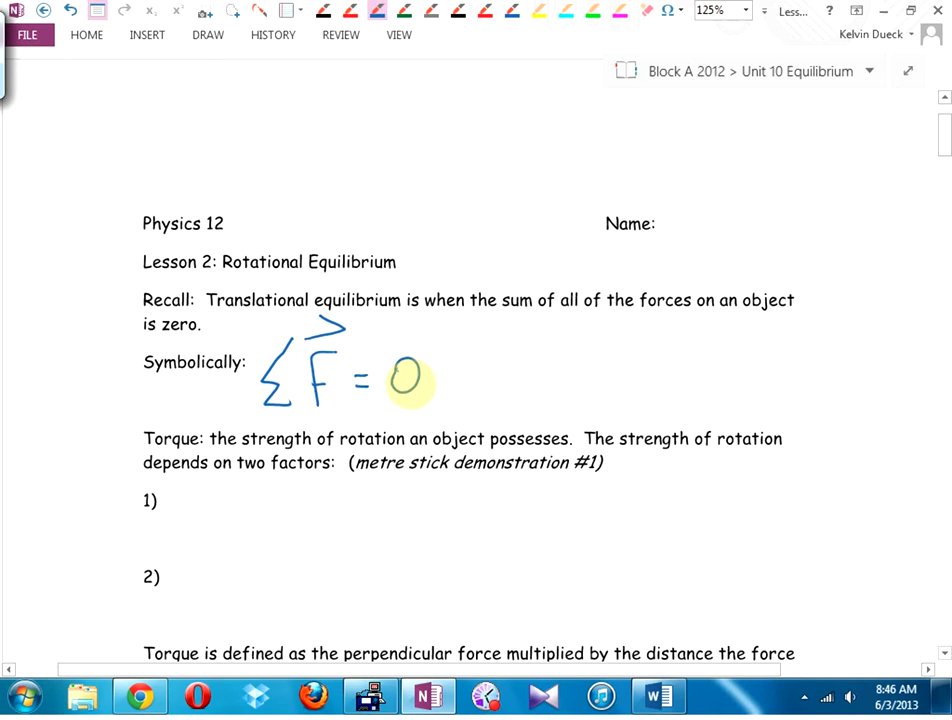 125% Less... ?
FILE HOME INSERT DRAW HISTORY REVIEW VIEW Kelvin Dueck
Block A 2012 > Unit 10 Equilibrium
Physics 12 Name:
Lesson 2: Rotational Equilibrium
Recall: Translational equilibrium is when the sum of all of the forces on an object
is zero.
Symbolically: Σ F⃗ = 0
Torque: the strength of rotation an object possesses. The strength of rotation
depends on two factors: (metre stick demonstration #1)
1)
2)
Torque is defined as the perpendicular force multiplied by the distance the force
8:46 AM
6/3/2013